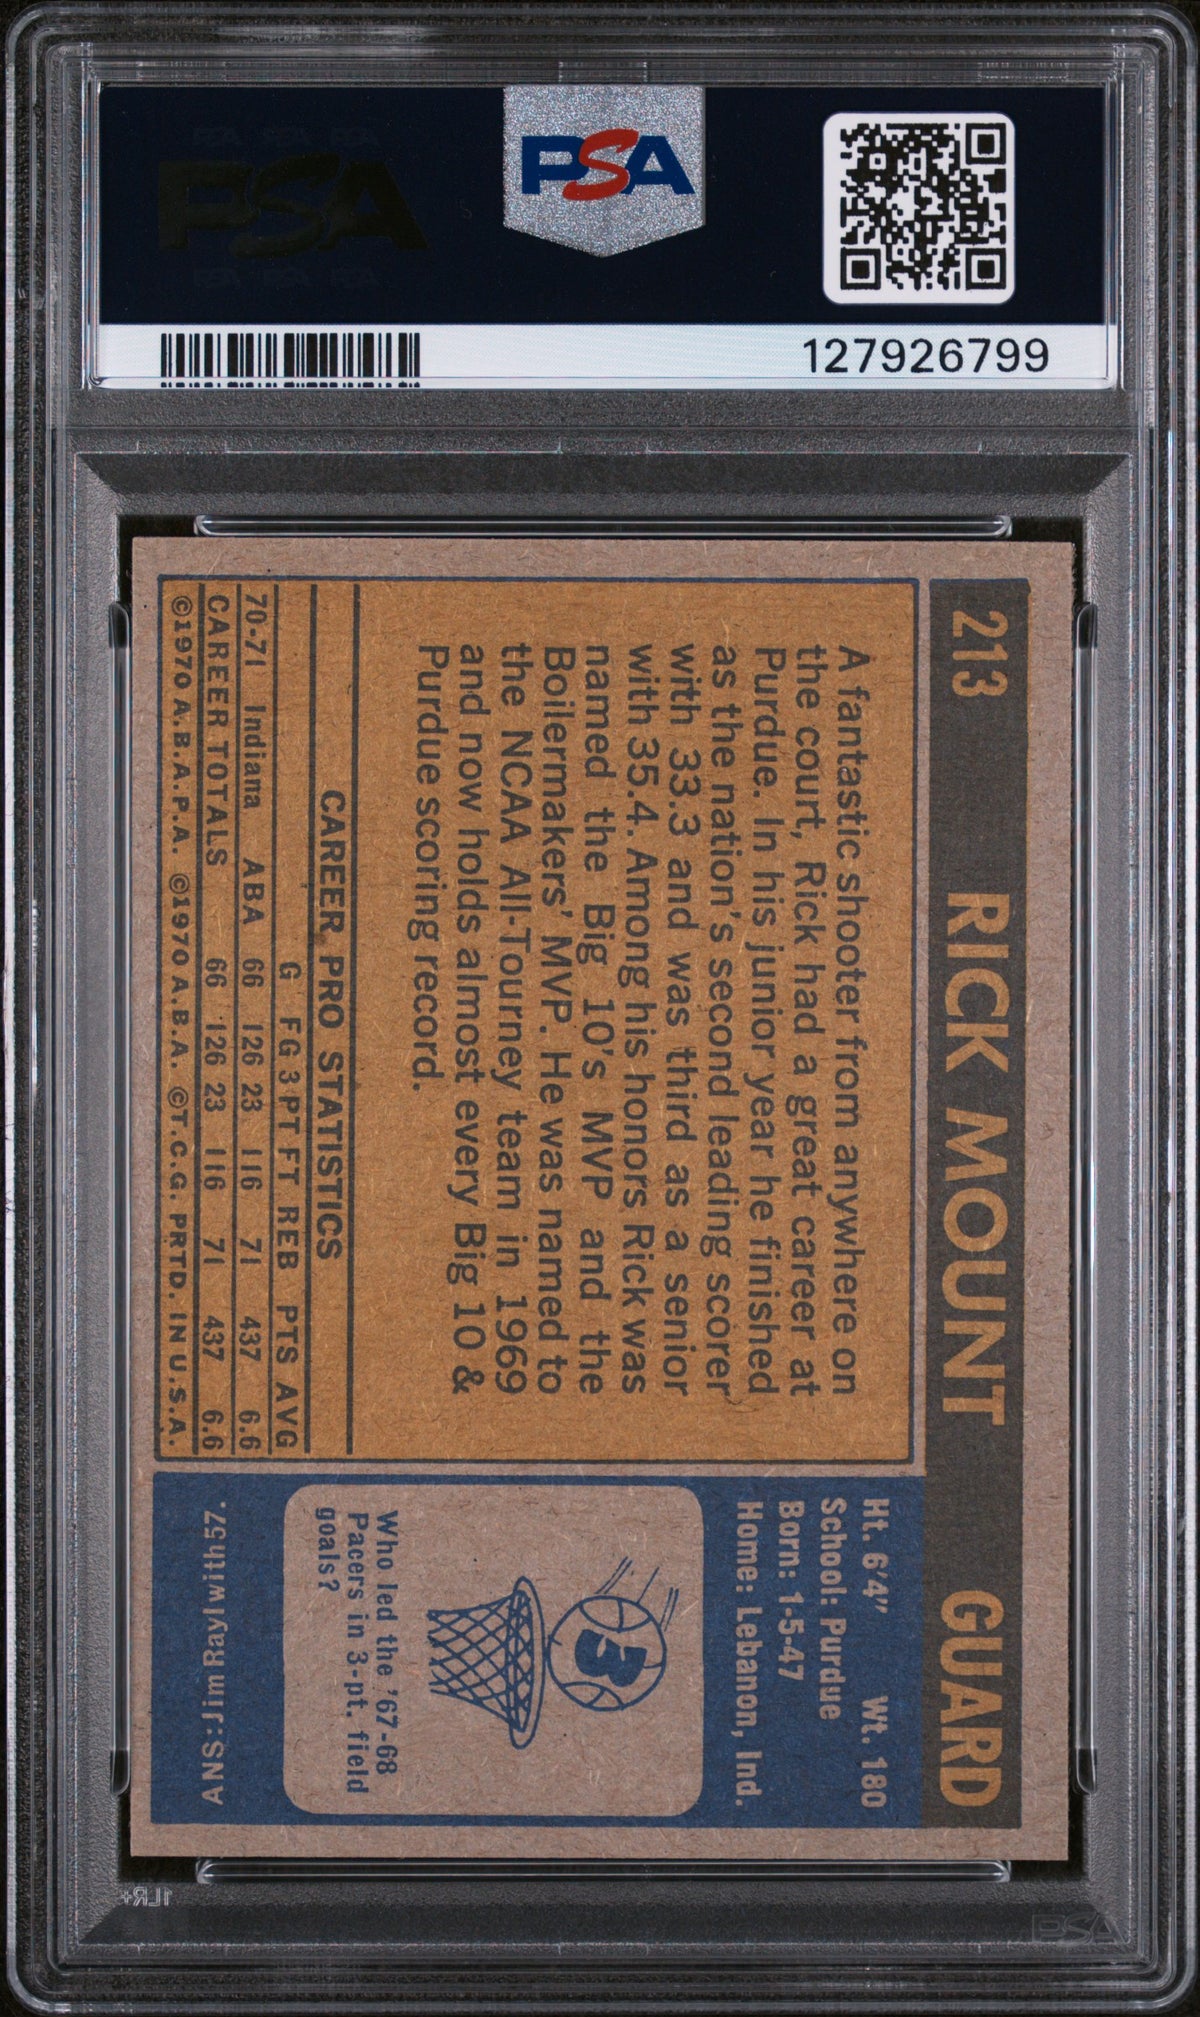 PSA
127926799
213 RICK MOUNT GUARD
A fantastic shooter from anywhere on
the court, Rick had a great career at
Purdue. In his junior year he finished
as the nation's second leading scorer
with 33.3 and was third as a senior
with 35.4. Among his honors Rick was
named the Big 10's MVP and the
Boilermakers' MVP. He was named to
the NCAA All-Tourney team in 1969
and now holds almost every Big 10 &
Purdue scoring record.
CAREER PRO STATISTICS
G FG 3PT FT REB PTS AVG
70-71 Indiana ABA 66 126 23 116 71 437 6.6
CAREER TOTALS 66 126 23 116 71 437 6.6
©1970 A.B.A.P.A. ©1970 A.B.A. ©T.C.G. PRTD. IN U.S.A.
Ht. 6'4" Wt. 180
School: Purdue
Born: 1-5-47
Home: Lebanon, Ind.
3
Who led the '67-68
Pacers in 3-pt. field
goals?
ANS: Jim Rayl with 57.
1LR+
PSA